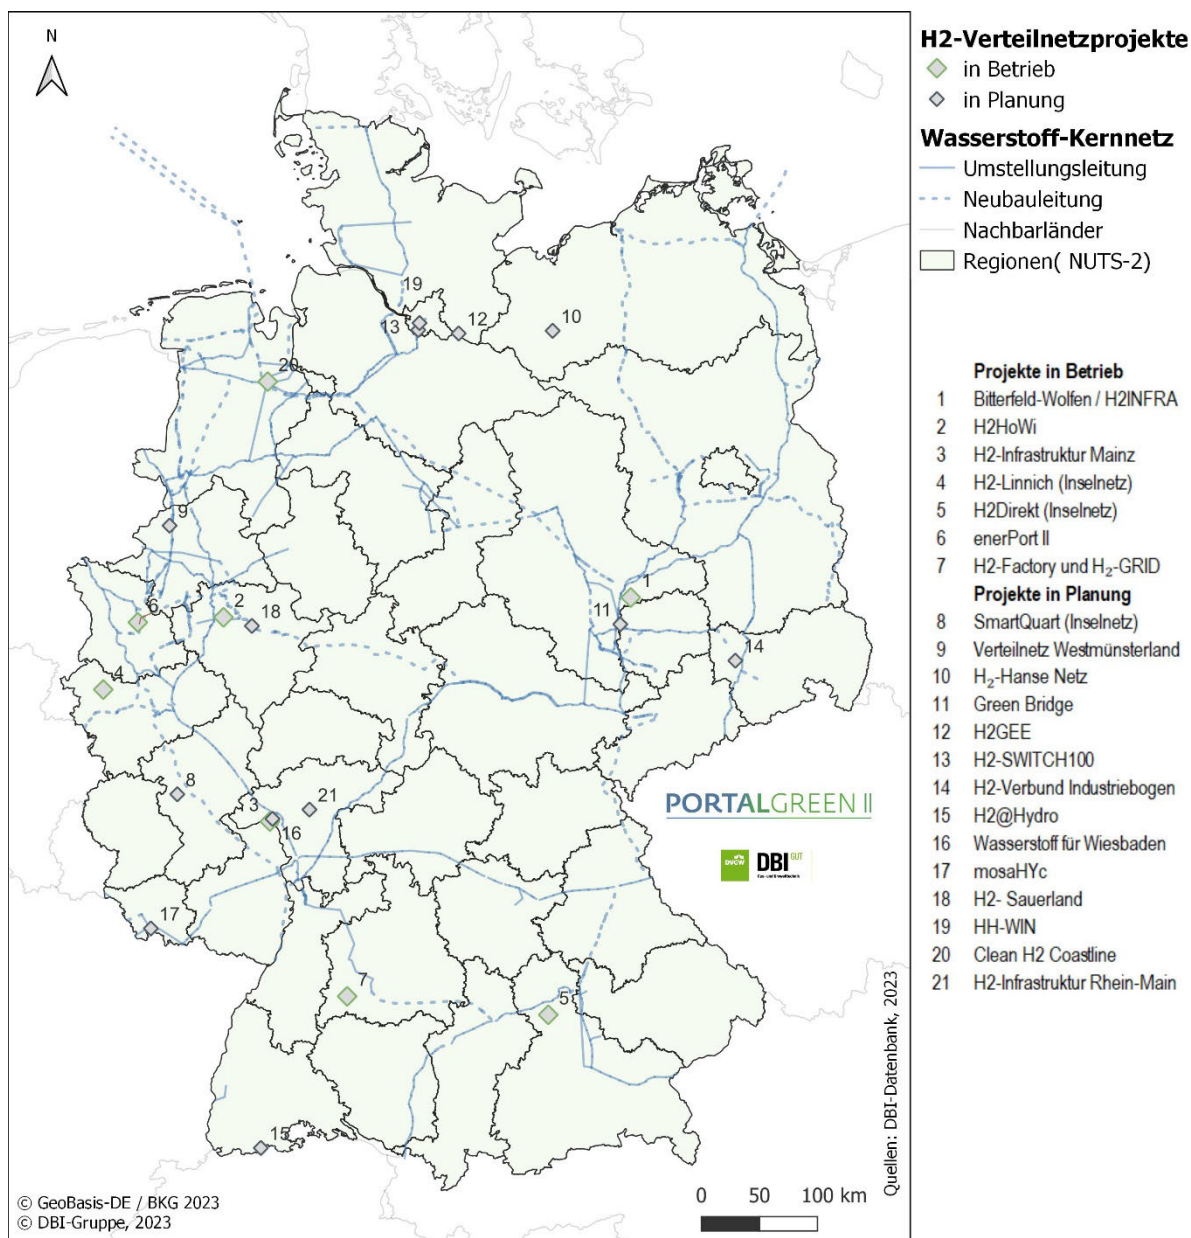 N
H2-Verteilnetzprojekte
in Betrieb
in Planung
Wasserstoff-Kernnetz
Umstellungsleitung
Neubauleitung
Nachbarländer
Regionen( NUTS-2)
19
13
12
10
20
9
6
2
18
1
11
14
4
8
3
21
16
17
7
5
15
PORTALGREEN II
DVGW
DBI GUT
Projekte in Betrieb
1 Bitterfeld-Wolfen / H2INFRA
2 H2HoWi
3 H2-Infrastruktur Mainz
4 H2-Linnich (Inselnetz)
5 H2Direkt (Inselnetz)
6 enerPort II
7 H2-Factory und H₂-GRID
Projekte in Planung
8 SmartQuart (Inselnetz)
9 Verteilnetz Westmünsterland
10 H₂-Hanse Netz
11 Green Bridge
12 H2GEE
13 H2-SWITCH100
14 H2-Verbund Industriebogen
15 H2@Hydro
16 Wasserstoff für Wiesbaden
17 mosaHYc
18 H2- Sauerland
19 HH-WIN
20 Clean H2 Coastline
21 H2-Infrastruktur Rhein-Main
Quellen: DBI-Datenbank, 2023
© GeoBasis-DE / BKG 2023
© DBI-Gruppe, 2023
0 50 100 km